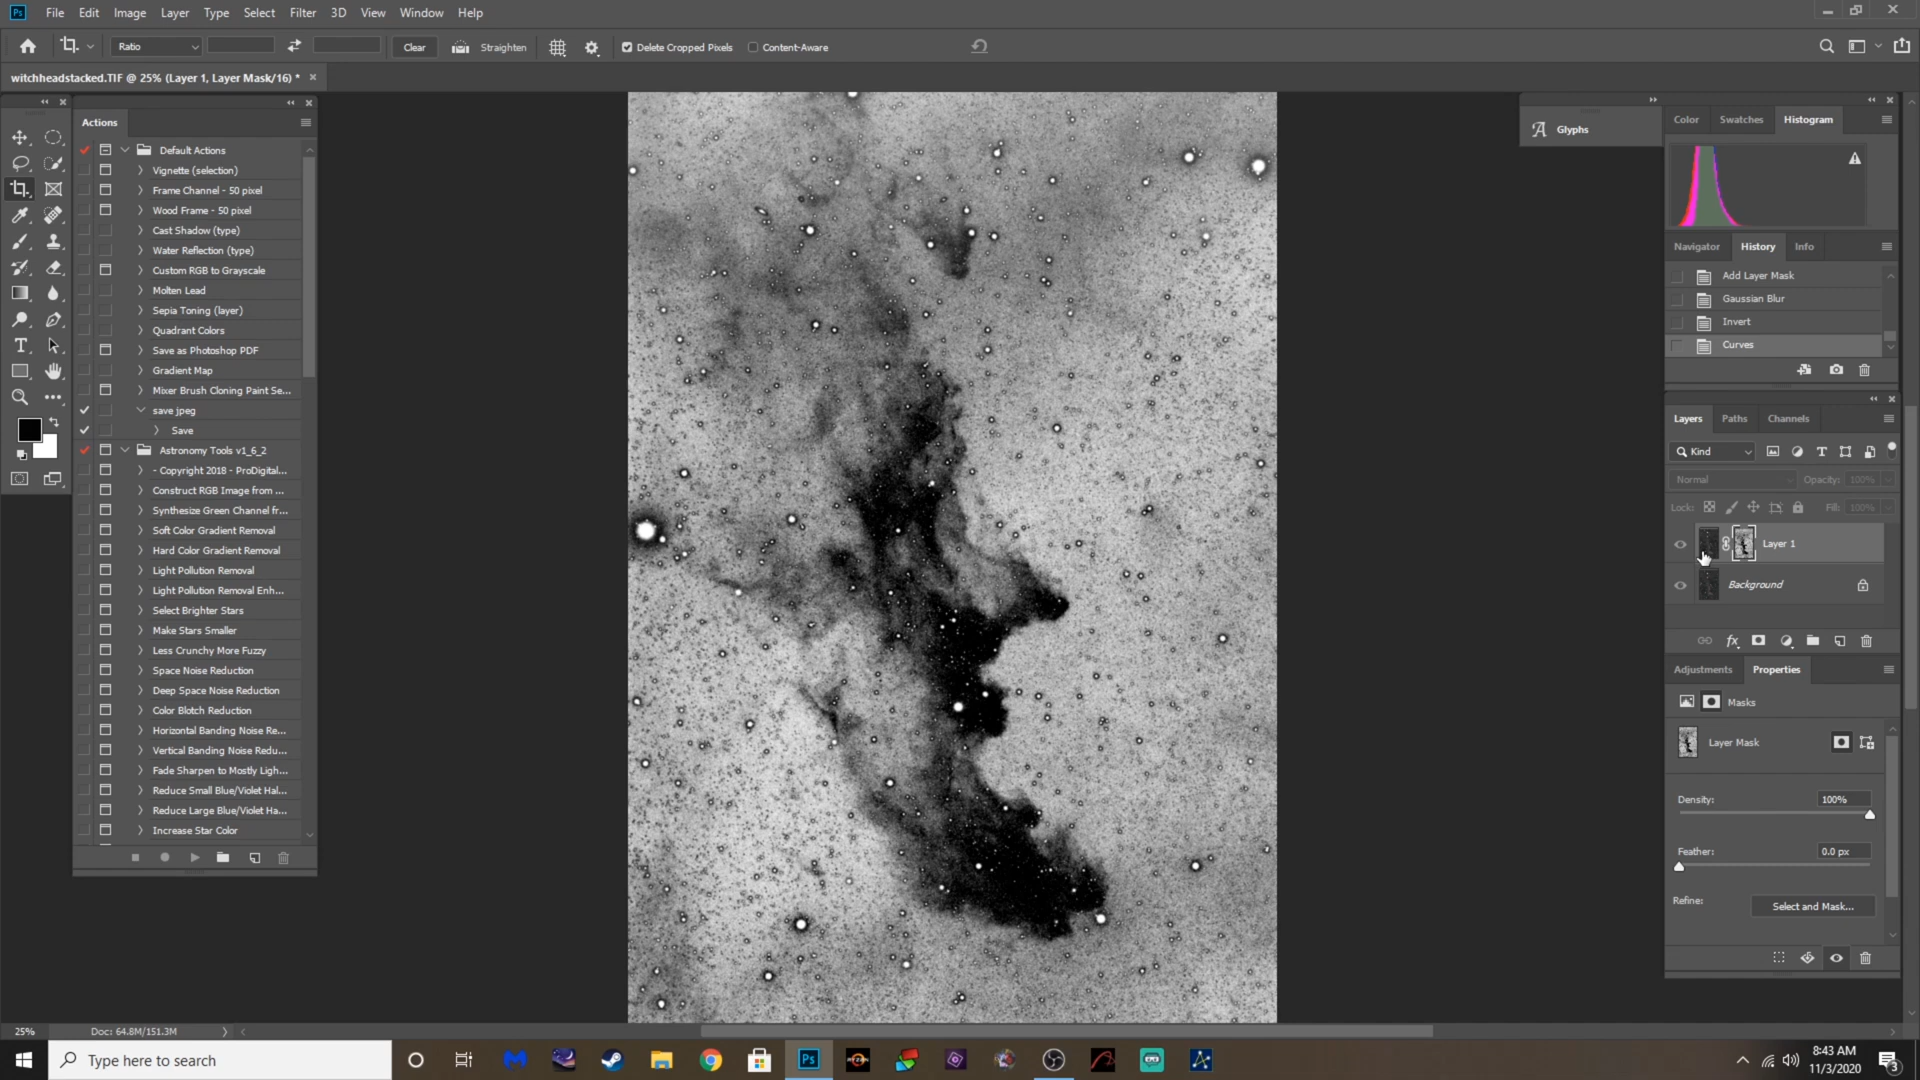 Ps File Edit Image Layer Type Select Filter 3D View Window Help
Ratio Clear Straighten Delete Cropped Pixels Content-Aware
witchheadstacked.TIF @ 25% (Layer 1, Layer Mask/16) *
Actions
Default Actions
Vignette (selection)
Frame Channel - 50 pixel
Wood Frame - 50 pixel
Cast Shadow (type)
Water Reflection (type)
Custom RGB to Grayscale
Molten Lead
Sepia Toning (layer)
Quadrant Colors
Save as Photoshop PDF
Gradient Map
Mixer Brush Cloning Paint Se...
save jpeg
Save
Astronomy Tools v1_6_2
- Copyright 2018 - ProDigital...
Construct RGB Image from ...
Synthesize Green Channel fr...
Soft Color Gradient Removal
Hard Color Gradient Removal
Light Pollution Removal
Light Pollution Removal Enh...
Select Brighter Stars
Make Stars Smaller
Less Crunchy More Fuzzy
Space Noise Reduction
Deep Space Noise Reduction
Color Blotch Reduction
Horizontal Banding Noise Re...
Vertical Banding Noise Redu...
Fade Sharpen to Mostly Ligh...
Reduce Small Blue/Violet Hal...
Reduce Large Blue/Violet Ha...
Increase Star Color
Glyphs
Color Swatches Histogram
Navigator History Info
Add Layer Mask
Gaussian Blur
Invert
Curves
Layers Paths Channels
Kind
Normal Opacity: 100%
Lock: Fill: 100%
Layer 1
Background
fx
Adjustments Properties
Masks
Layer Mask
Density: 100%
Feather: 0.0 px
Refine: Select and Mask...
25% Doc: 64.8M/151.3M
Type here to search
Ps
RYZEN
8:43 AM
11/3/2020
3